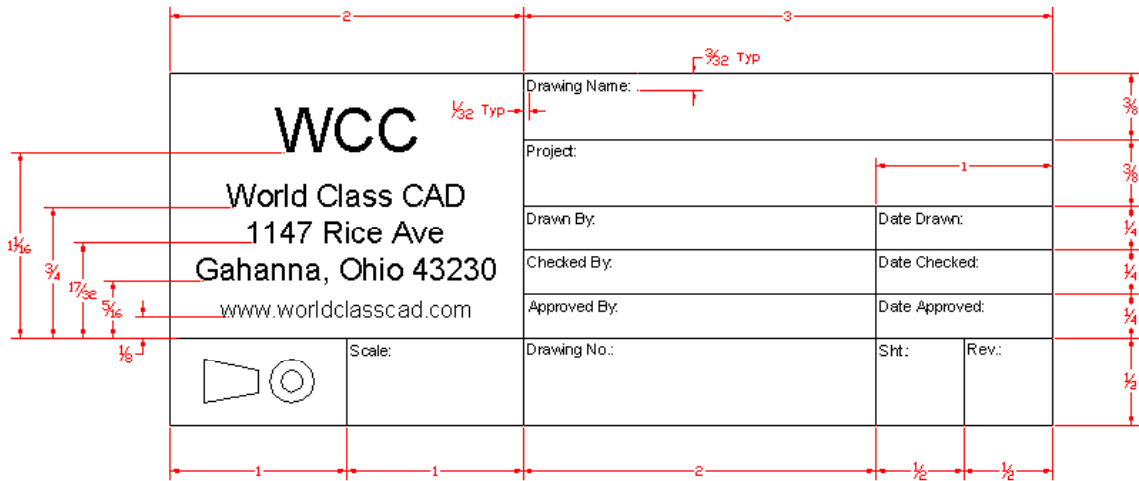 2
3
3/32 Typ
Drawing Name:
1/32 Typ
3/8
WCC
Project:
1
3/8
World Class CAD
Drawn By:
Date Drawn:
1/4
1147 Rice Ave
1 1/16
3/4
Gahanna, Ohio 43230
Checked By:
Date Checked:
1/4
17/32
5/16
www.worldclasscad.com
Approved By:
Date Approved:
1/4
1/8
Scale:
Drawing No.:
Sht.:
Rev.:
1/2
1
1
2
1/2
1/2